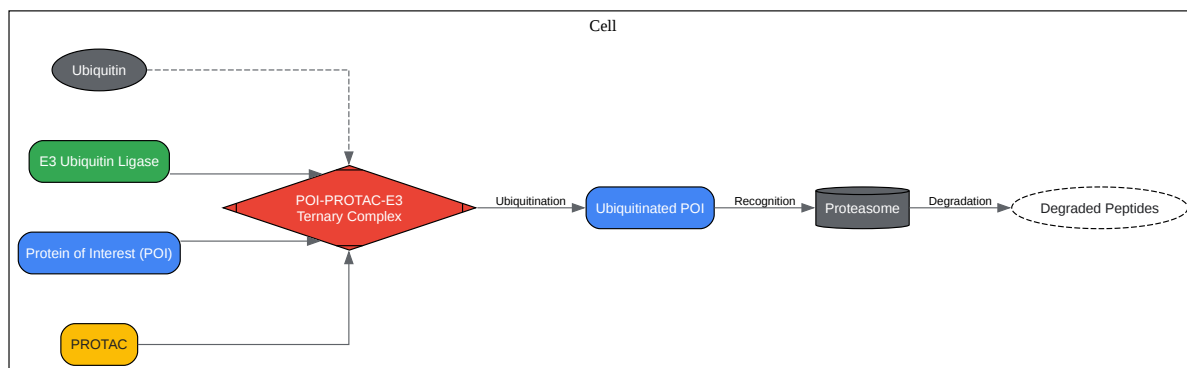 Cell
Ubiquitin
E3 Ubiquitin Ligase
Protein of Interest (POI)
PROTAC
POI-PROTAC-E3
Ternary Complex
Ubiquitination
Ubiquitinated POI
Recognition
Proteasome
Degradation
Degraded Peptides